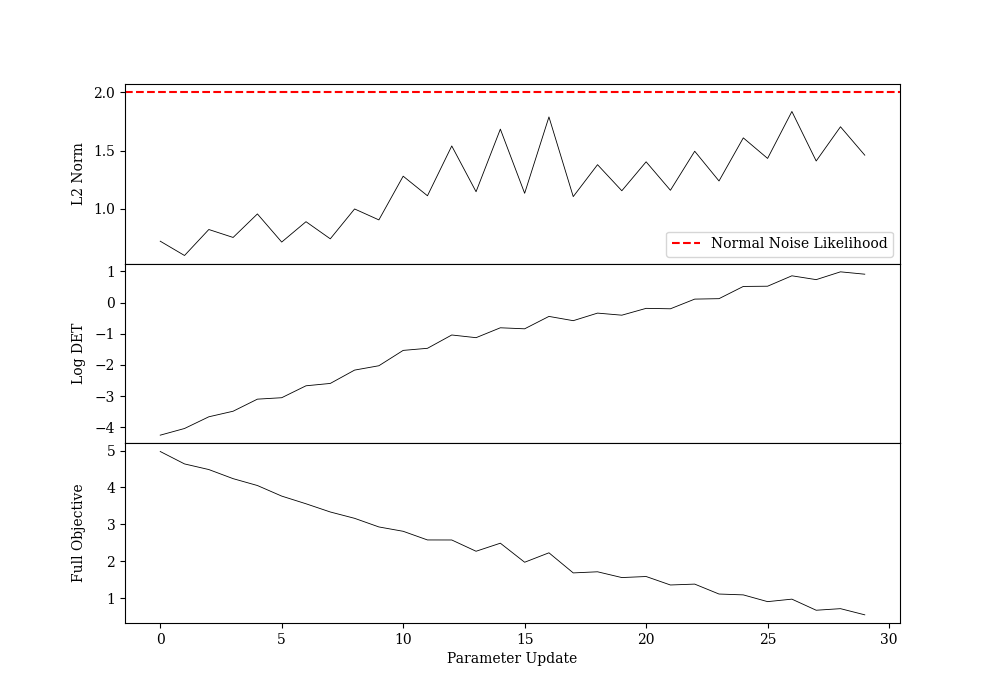 L2 Norm
2.0
1.5
1.0
Normal Noise Likelihood
Log DET
1
0
−1
−2
−3
−4
Full Objective
5
4
3
2
1
0 5 10 15 20 25 30
Parameter Update